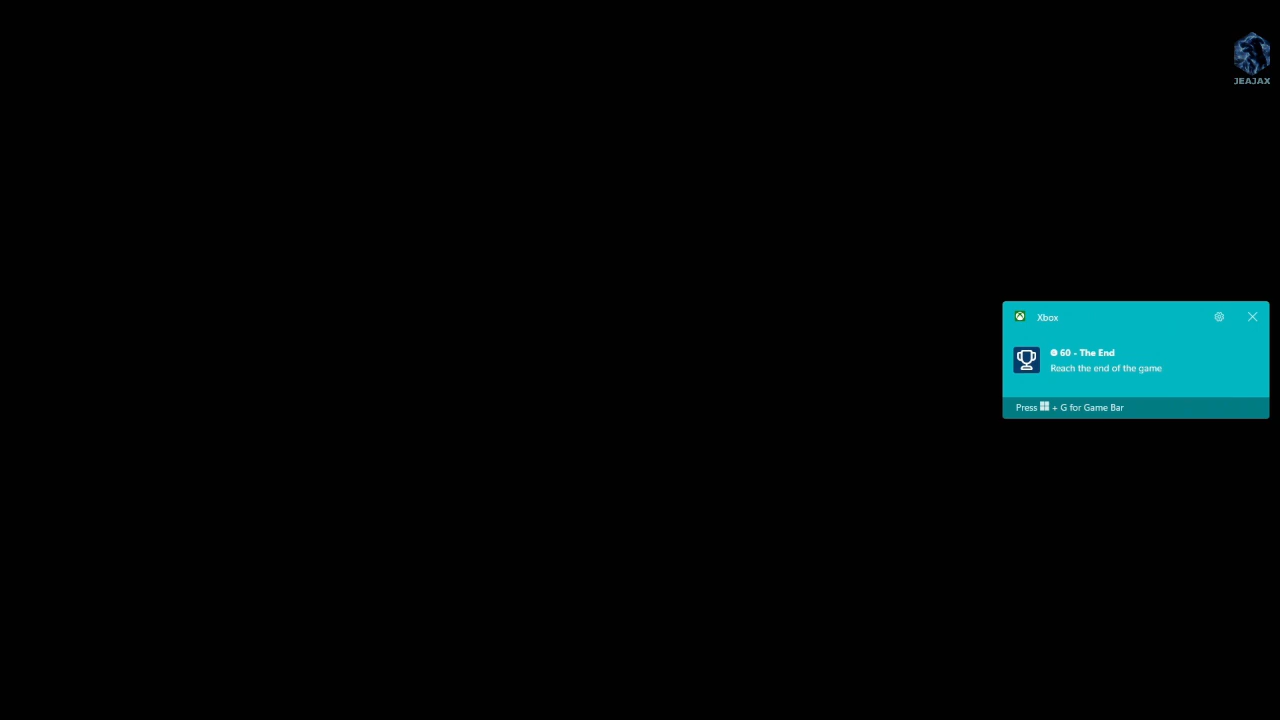 JEAJAX
Xbox
60 - The End
Reach the end of the game
Press + G for Game Bar